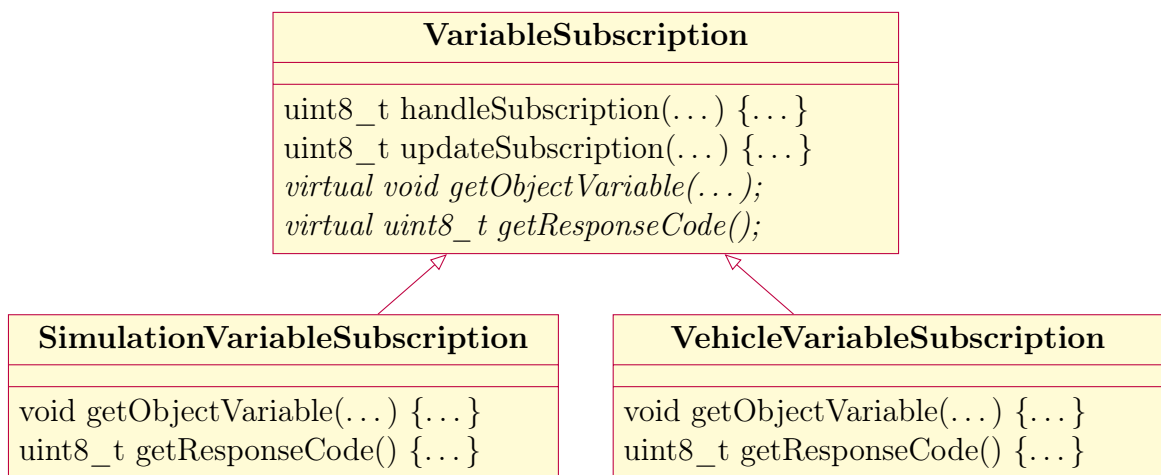 VariableSubscription
uint8_t handleSubscription(...) {...}
uint8_t updateSubscription(...) {...}
virtual void getObjectVariable(...);
virtual uint8_t getResponseCode();
SimulationVariableSubscription
void getObjectVariable(...) {...}
uint8_t getResponseCode() {...}
VehicleVariableSubscription
void getObjectVariable(...) {...}
uint8_t getResponseCode() {...}